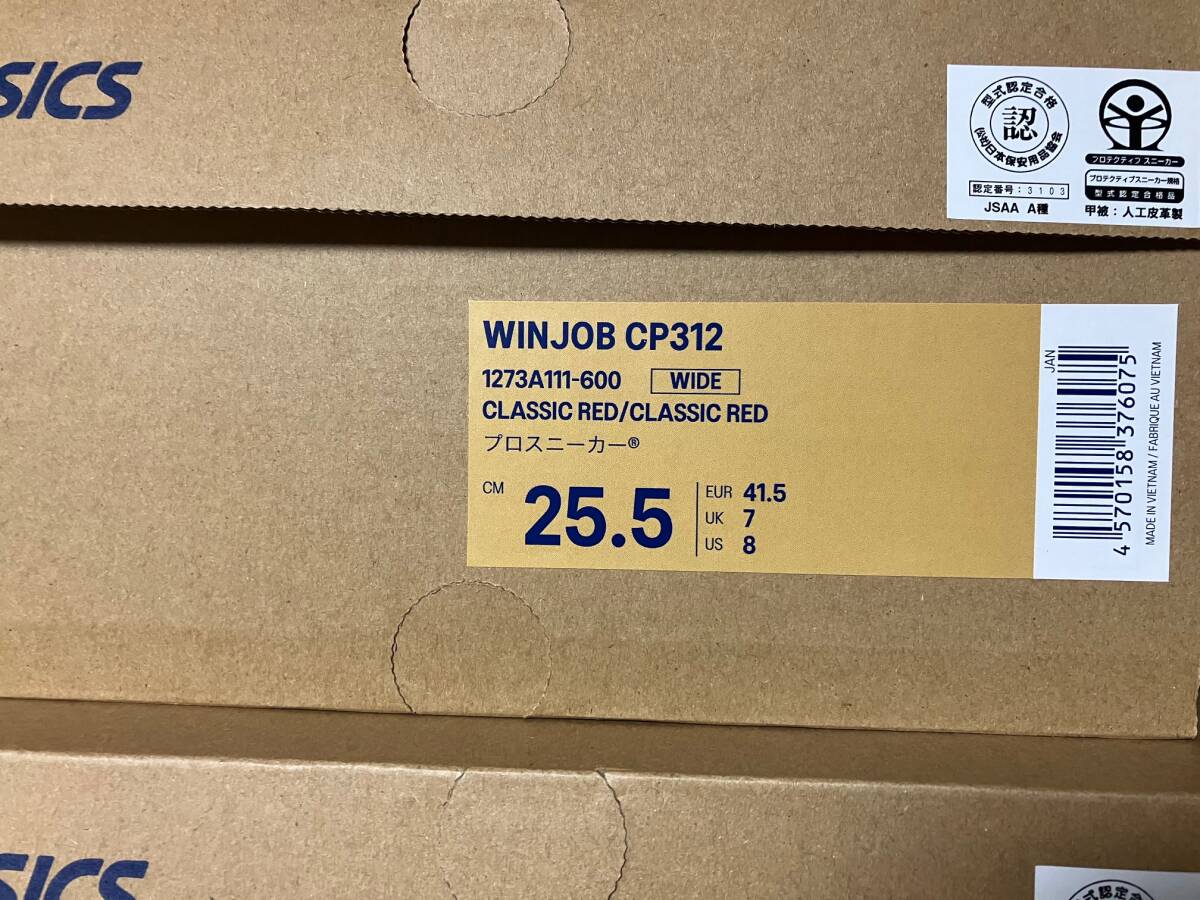 SICS
型式認定合格
認
(公社)日本保安用品協会
認定番号:3103
JSAA A種
プロテクティブ スニーカー
プロテクティブスニーカー規格
型式認定合格品
甲被:人工皮革製
WINJOB CP312
1273A111-600 WIDE
CLASSIC RED/CLASSIC RED
プロスニーカー®
CM 25.5
EUR 41.5
UK 7
US 8
JAN
4 570158 376075
MADE IN VIETNAM / FABRIQUE AU VIETNAM
SICS
式認定